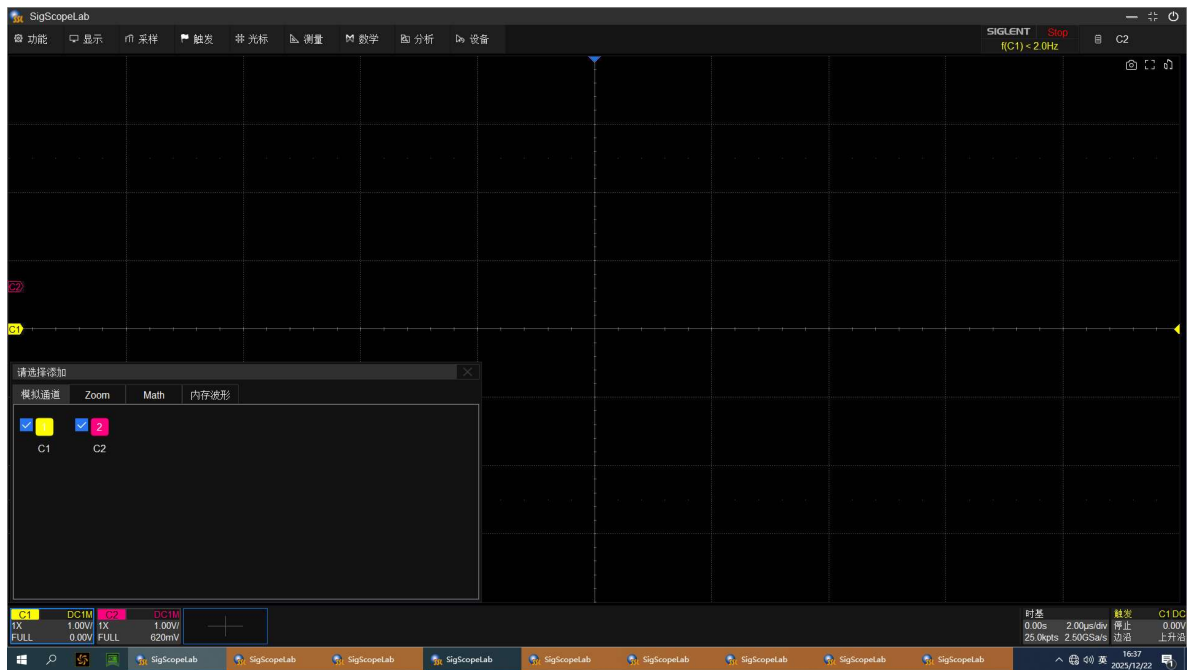 SigScopeLab
功能 显示 采样 触发 光标 测量 数学 分析 设备
SIGLENT Stop
f(C1) < 2.0Hz
C2
C2
C1
请选择添加
模拟通道 Zoom Math 内存波形
1 2
C1 C2
C1 DC1M C2 DC1M
1X 1.00V/ 1X 1.00V/
FULL 0.00V FULL 620mV
时基 触发 C1 DC
0.00s 2.00μs/div 停止 0.00V
25.0kpts 2.50GSa/s 边沿 上升沿
SigScopeLab SigScopeLab SigScopeLab SigScopeLab SigScopeLab SigScopeLab SigScopeLab SigScopeLab SigScopeLab
英 16:37
2025/12/22